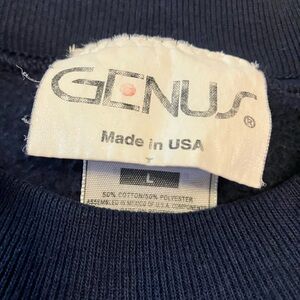 GENUS®
Made in USA
L
50% COTTON/50% POLYESTER
ASSEMBLED IN MEXICO OF U.S.A. COMPONENTS